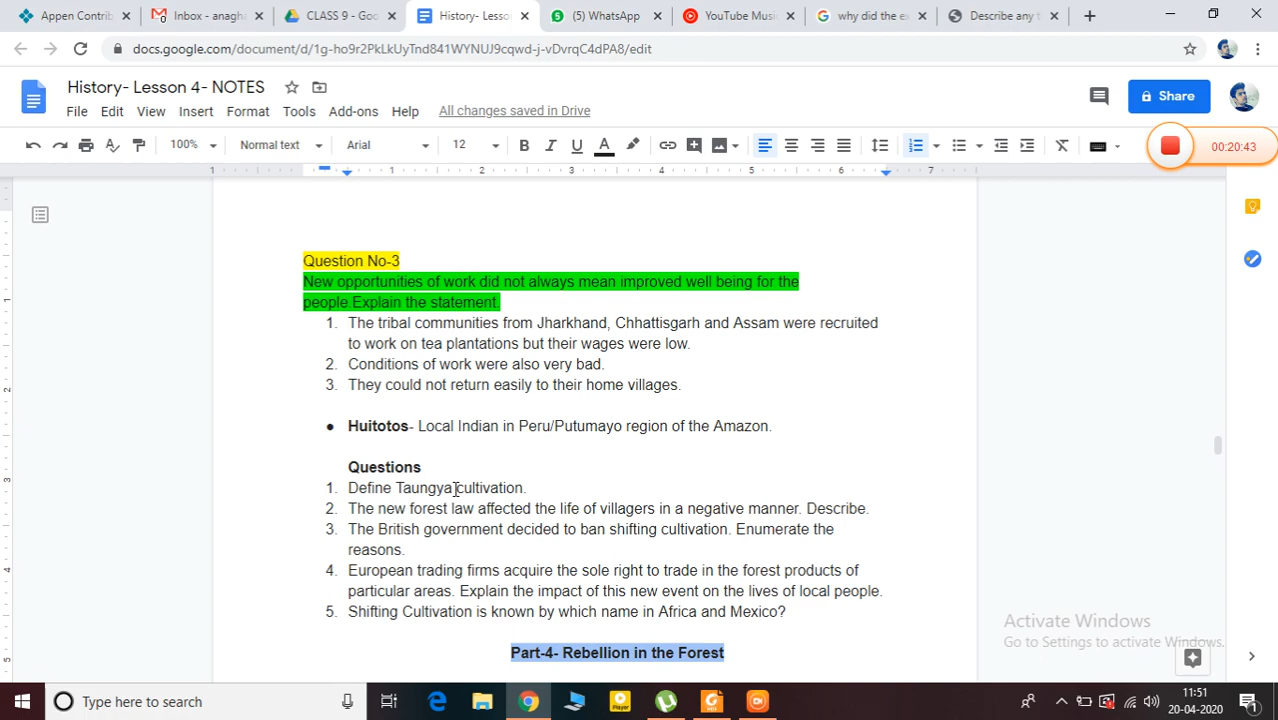 Appen Contrib
Inbox - anagha
CLASS 9 - Goo
History- Lesso
(5) WhatsApp
YouTube Music
why did the ex
Describe any t
docs.google.com/document/d/1g-ho9r2PkLkUyTnd841WYNUJ9cqwd-j-vDvrqC4dPA8/edit
History- Lesson 4- NOTES
File Edit View Insert Format Tools Add-ons Help All changes saved in Drive
Share
100% Normal text Arial 12 B I U A
00:20:43
1 1 2 3 4 5 6 7
Question No-3
New opportunities of work did not always mean improved well being for the
people.Explain the statement.
1. The tribal communities from Jharkhand, Chhattisgarh and Assam were recruited
to work on tea plantations but their wages were low.
2. Conditions of work were also very bad.
3. They could not return easily to their home villages.
● Huitotos- Local Indian in Peru/Putumayo region of the Amazon.
Questions
1. Define Taungya cultivation.
2. The new forest law affected the life of villagers in a negative manner. Describe.
3. The British government decided to ban shifting cultivation. Enumerate the
reasons.
4. European trading firms acquire the sole right to trade in the forest products of
particular areas. Explain the impact of this new event on the lives of local people.
5. Shifting Cultivation is known by which name in Africa and Mexico?
Part-4- Rebellion in the Forest
Activate Windows
Go to Settings to activate Windows.
Type here to search
11:51
20-04-2020
1